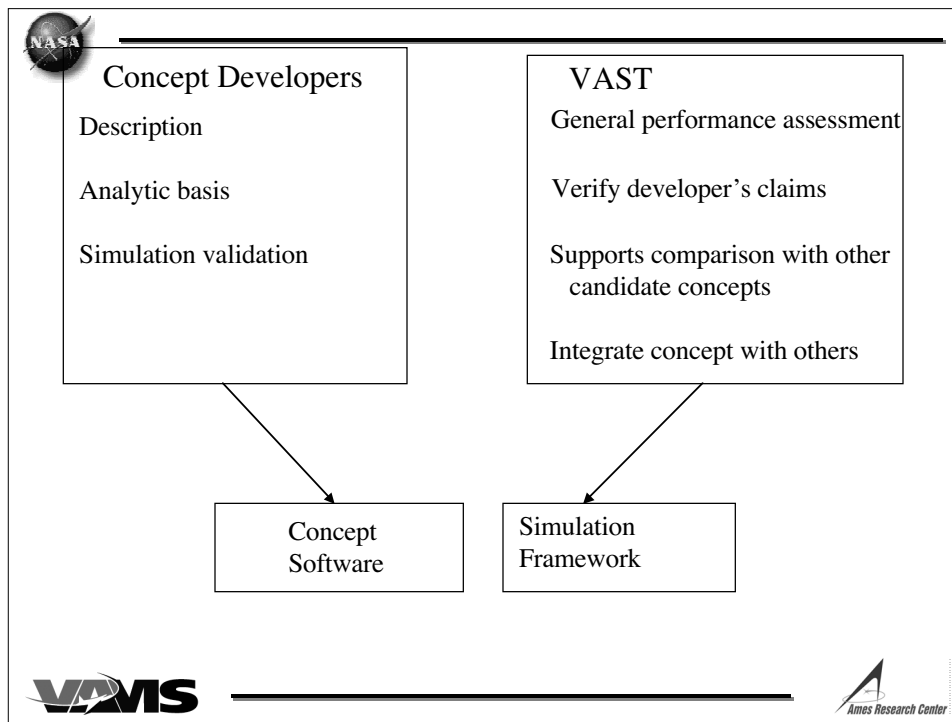 NASA
Concept Developers
Description
Analytic basis
Simulation validation
VAST
General performance assessment
Verify developer's claims
Supports comparison with other
candidate concepts
Integrate concept with others
Concept
Software
Simulation
Framework
VAMS
Ames Research Center